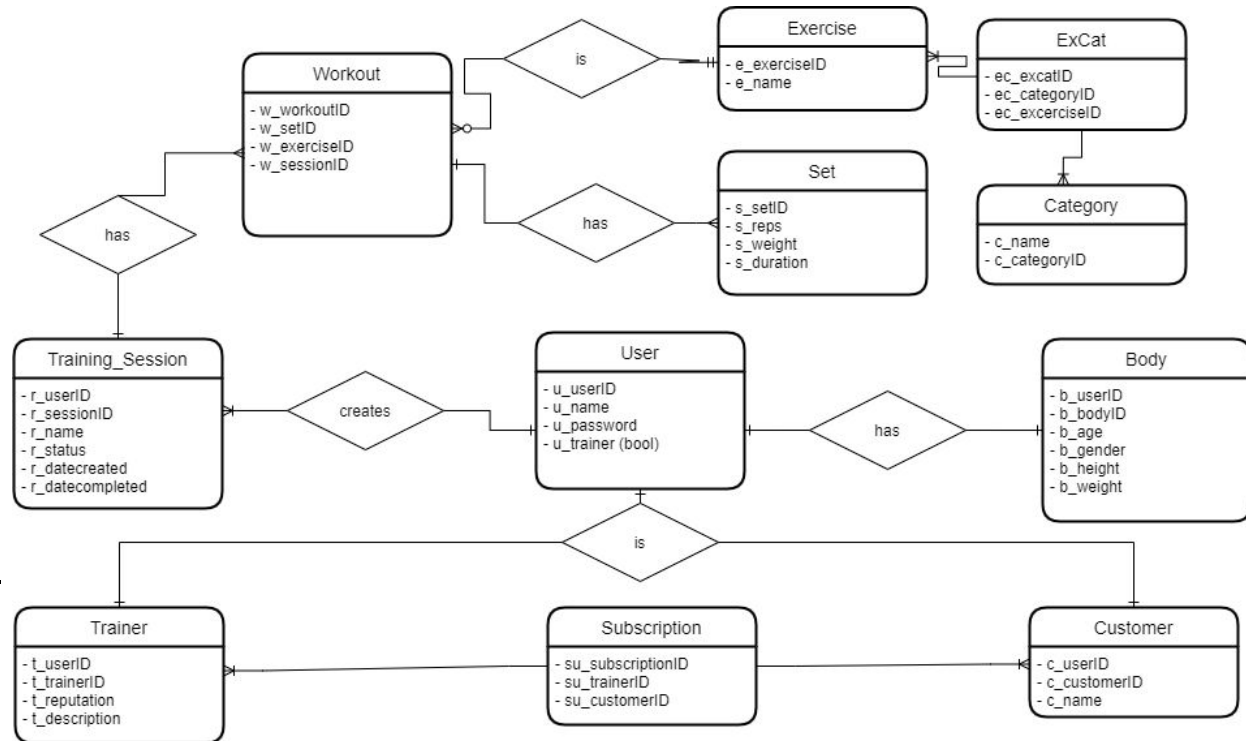 Exercise
- e_exerciseID
- e_name
ExCat
- ec_excatID
- ec_categoryID
- ec_excerciseID
is
Workout
- w_workoutID
- w_setID
- w_exerciseID
- w_sessionID
Set
- s_setID
- s_reps
- s_weight
- s_duration
has
Category
- c_name
- c_categoryID
has
Training_Session
- r_userID
- r_sessionID
- r_name
- r_status
- r_datecreated
- r_datecompleted
creates
User
- u_userID
- u_name
- u_password
- u_trainer (bool)
has
Body
- b_userID
- b_bodyID
- b_age
- b_gender
- b_height
- b_weight
is
Trainer
- t_userID
- t_trainerID
- t_reputation
- t_description
Subscription
- su_subscriptionID
- su_trainerID
- su_customerID
Customer
- c_userID
- c_customerID
- c_name